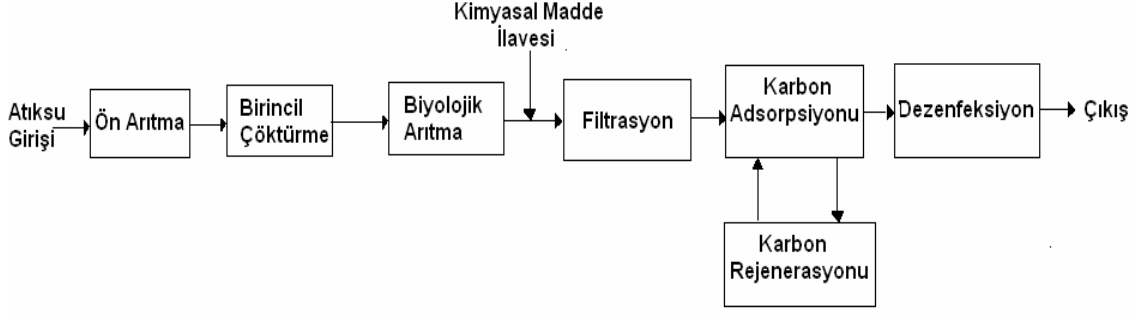 Kimyasal Madde
İlavesi
Atıksu
Girişi
Ön Arıtma
Birincil
Çöktürme
Biyolojik
Arıtma
Filtrasyon
Karbon
Adsorpsiyonu
Dezenfeksiyon
Çıkış
Karbon
Rejenerasyonu